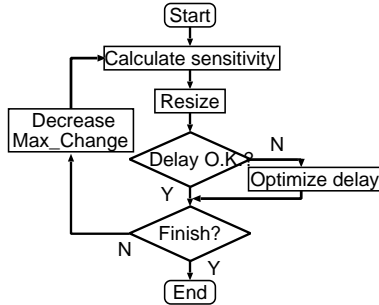 Start
Calculate sensitivity
Resize
Decrease
Max_Change
Delay O.K.?
N
Optimize delay
Y
Finish?
N
Y
End